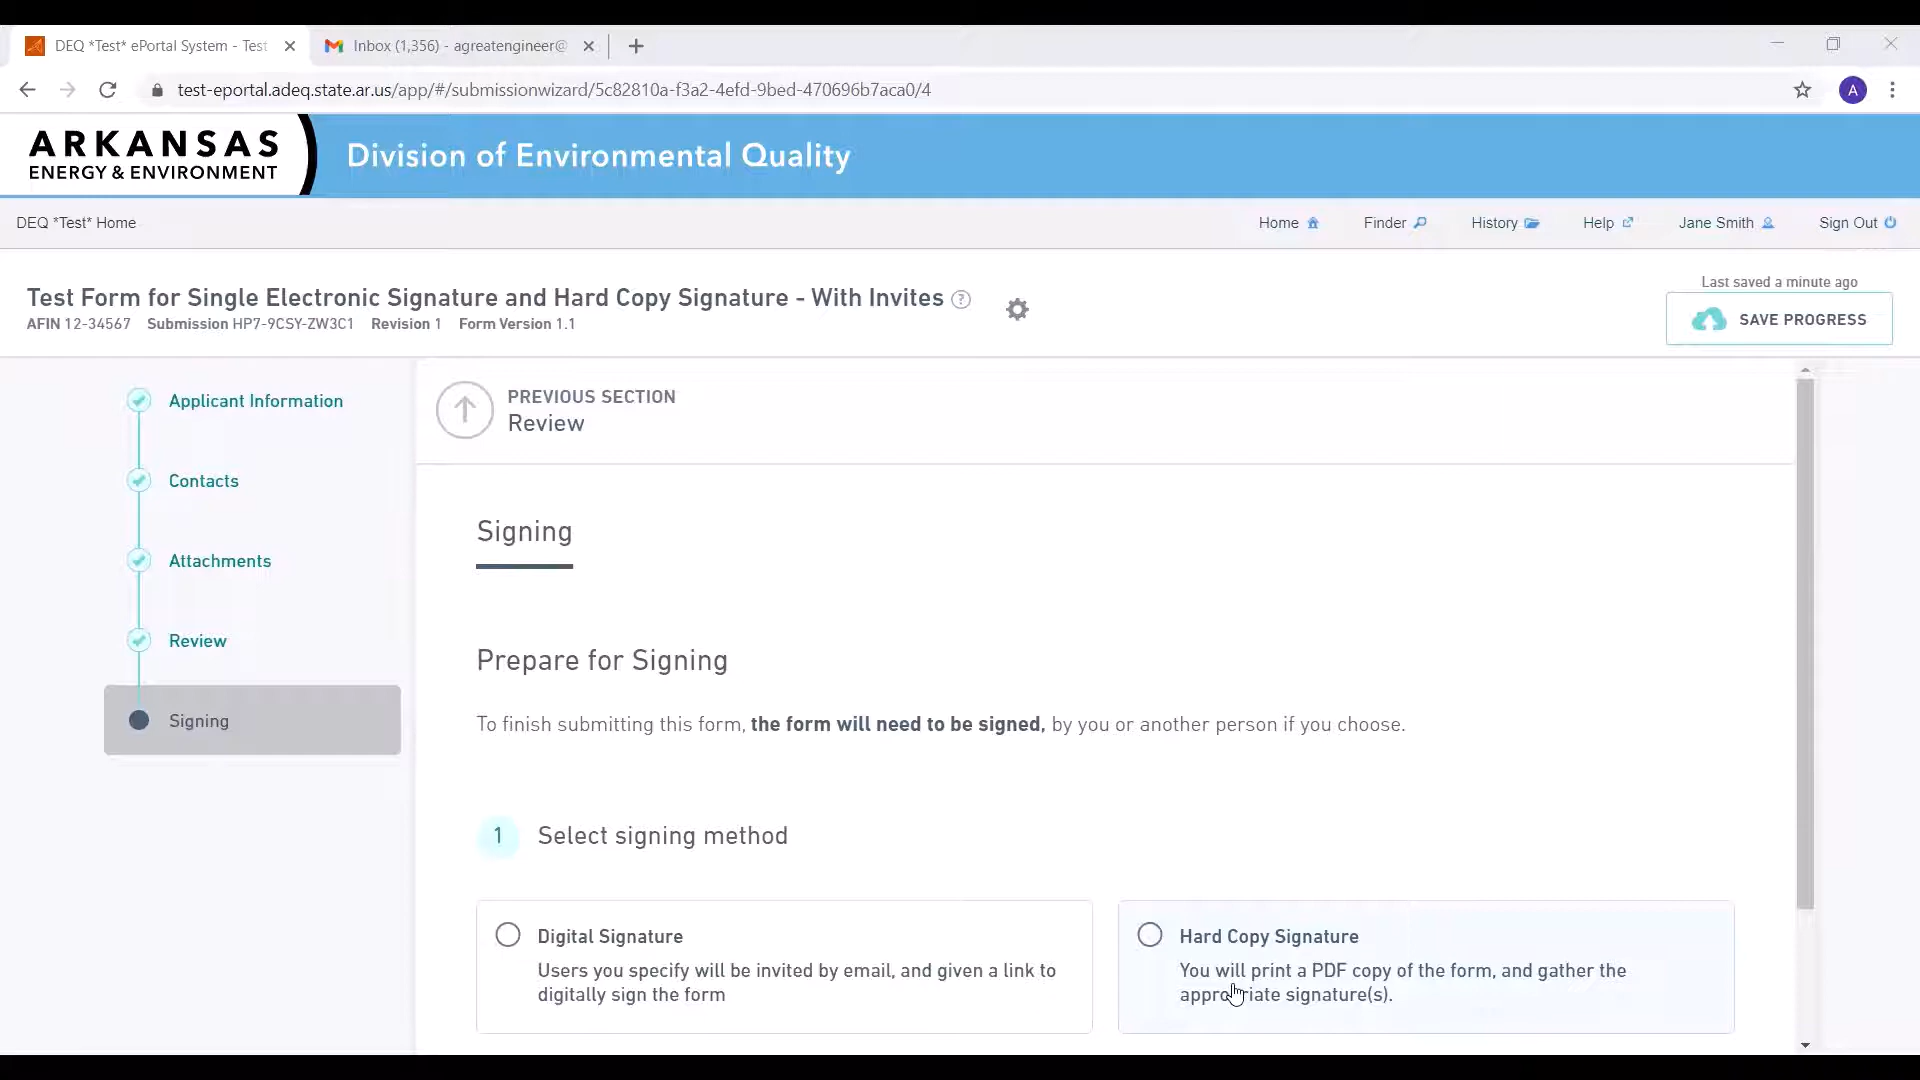 DEQ *Test* ePortal System - Test
Inbox (1,356) - agreatengineer@
test-eportal.adeq.state.ar.us/app/#/submissionwizard/5c82810a-f3a2-4efd-9bed-470696b7aca0/4
A
ARKANSAS
ENERGY & ENVIRONMENT
Division of Environmental Quality
DEQ *Test* Home
Home
Finder
History
Help
Jane Smith
Sign Out
Test Form for Single Electronic Signature and Hard Copy Signature - With Invites ?
AFIN 12-34567 Submission HP7-9CSY-ZW3C1 Revision 1 Form Version 1.1
Last saved a minute ago
SAVE PROGRESS
Applicant Information
Contacts
Attachments
Review
Signing
PREVIOUS SECTION
Review
Signing
Prepare for Signing
To finish submitting this form, the form will need to be signed, by you or another person if you choose.
1 Select signing method
Digital Signature
Users you specify will be invited by email, and given a link to
digitally sign the form
Hard Copy Signature
You will print a PDF copy of the form, and gather the
appropriate signature(s).